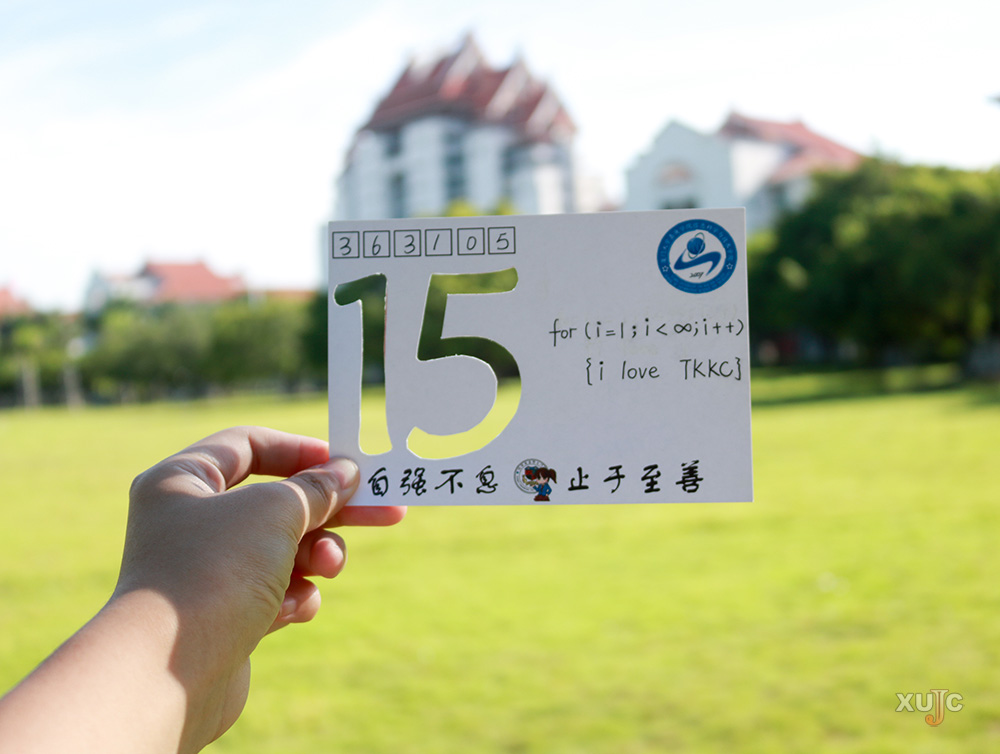 363105
15
for (i=1; i<∞; i++)
{i love TKKC}
自强不息 止于至善
XUJC